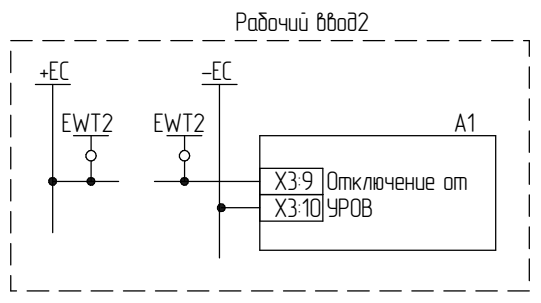 Рабочий ввод2
+EC
-EC
EWT2
EWT2
A1
X3:9 Отключение от
X3:10 УРОВ